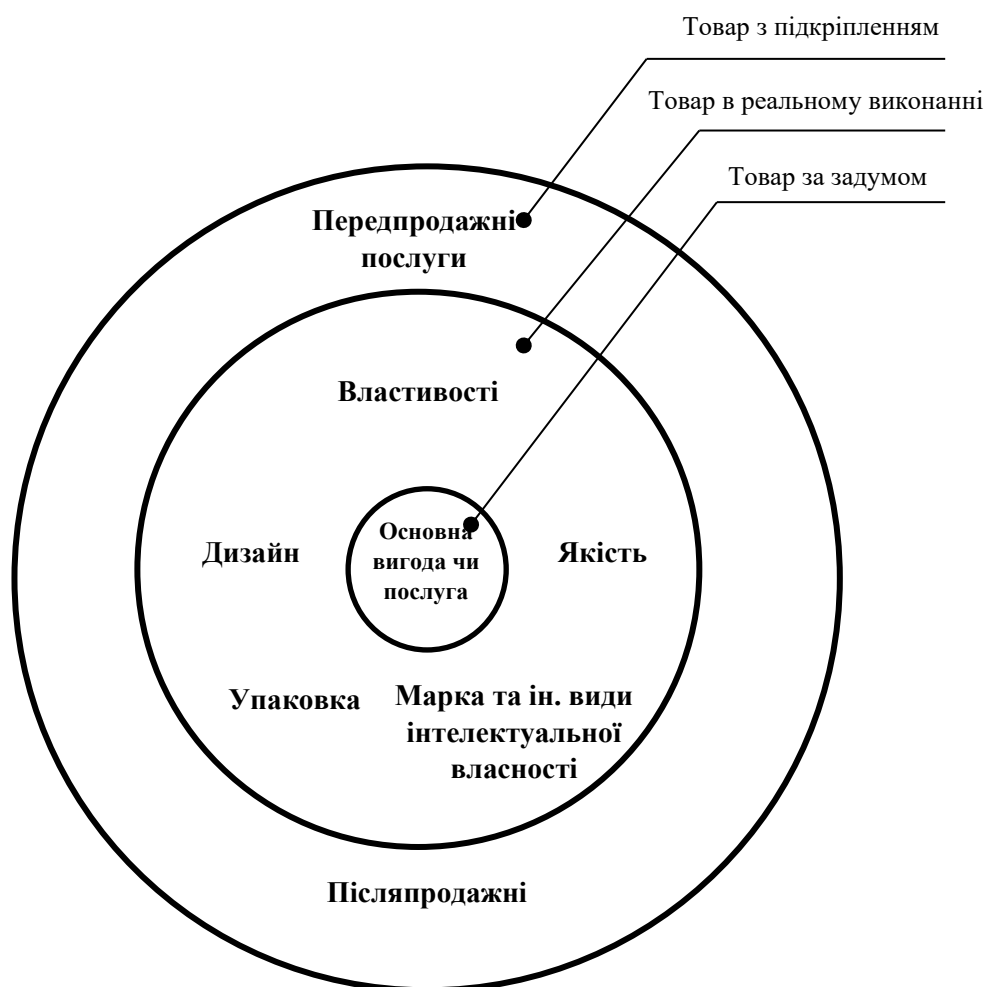 Товар з підкріпленням
Товар в реальному виконанні
Товар за задумом
Передпродажні
послуги
Властивості
Дизайн
Основна
вигода чи
послуга
Якість
Упаковка
Марка та ін. види
інтелектуальної
власності
Післяпродажні